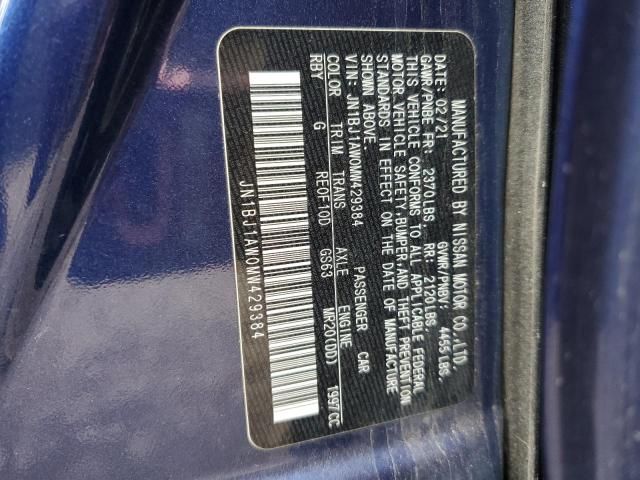 MANUFACTURED BY NISSAN MOTOR CO.,LTD.
DATE: 02/21 GVWR/PNBV: 4455LBS,
GAWR/PNBE FR: 2370LBS, RR: 2120LBS
THIS VEHICLE CONFORMS TO ALL APPLICABLE FEDERAL
MOTOR VEHICLE SAFETY,BUMPER,AND THEFT PREVENTION
STANDARDS IN EFFECT ON THE DATE OF MANUFACTURE
SHOWN ABOVE.
VIN: JN1BJ1AW0MW429384 PASSENGER CAR
COLOR TRIM TRANS AXLE ENGINE
RBY G RE0F10D GS63 MR20(DD) 1997CC
JN1BJ1AW0MW429384